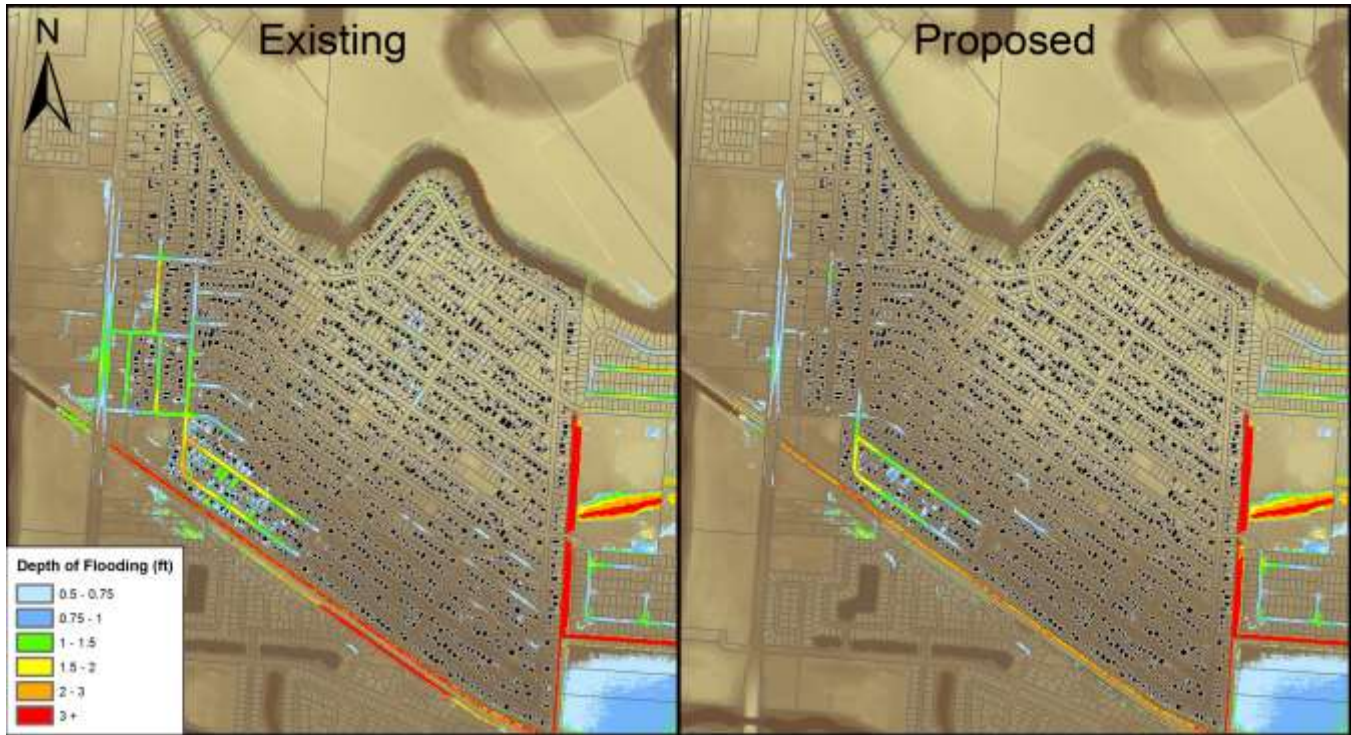 N
Existing
Proposed
Depth of Flooding (ft)
0.5 - 0.75
0.75 - 1
1 - 1.5
1.5 - 2
2 - 3
3 +